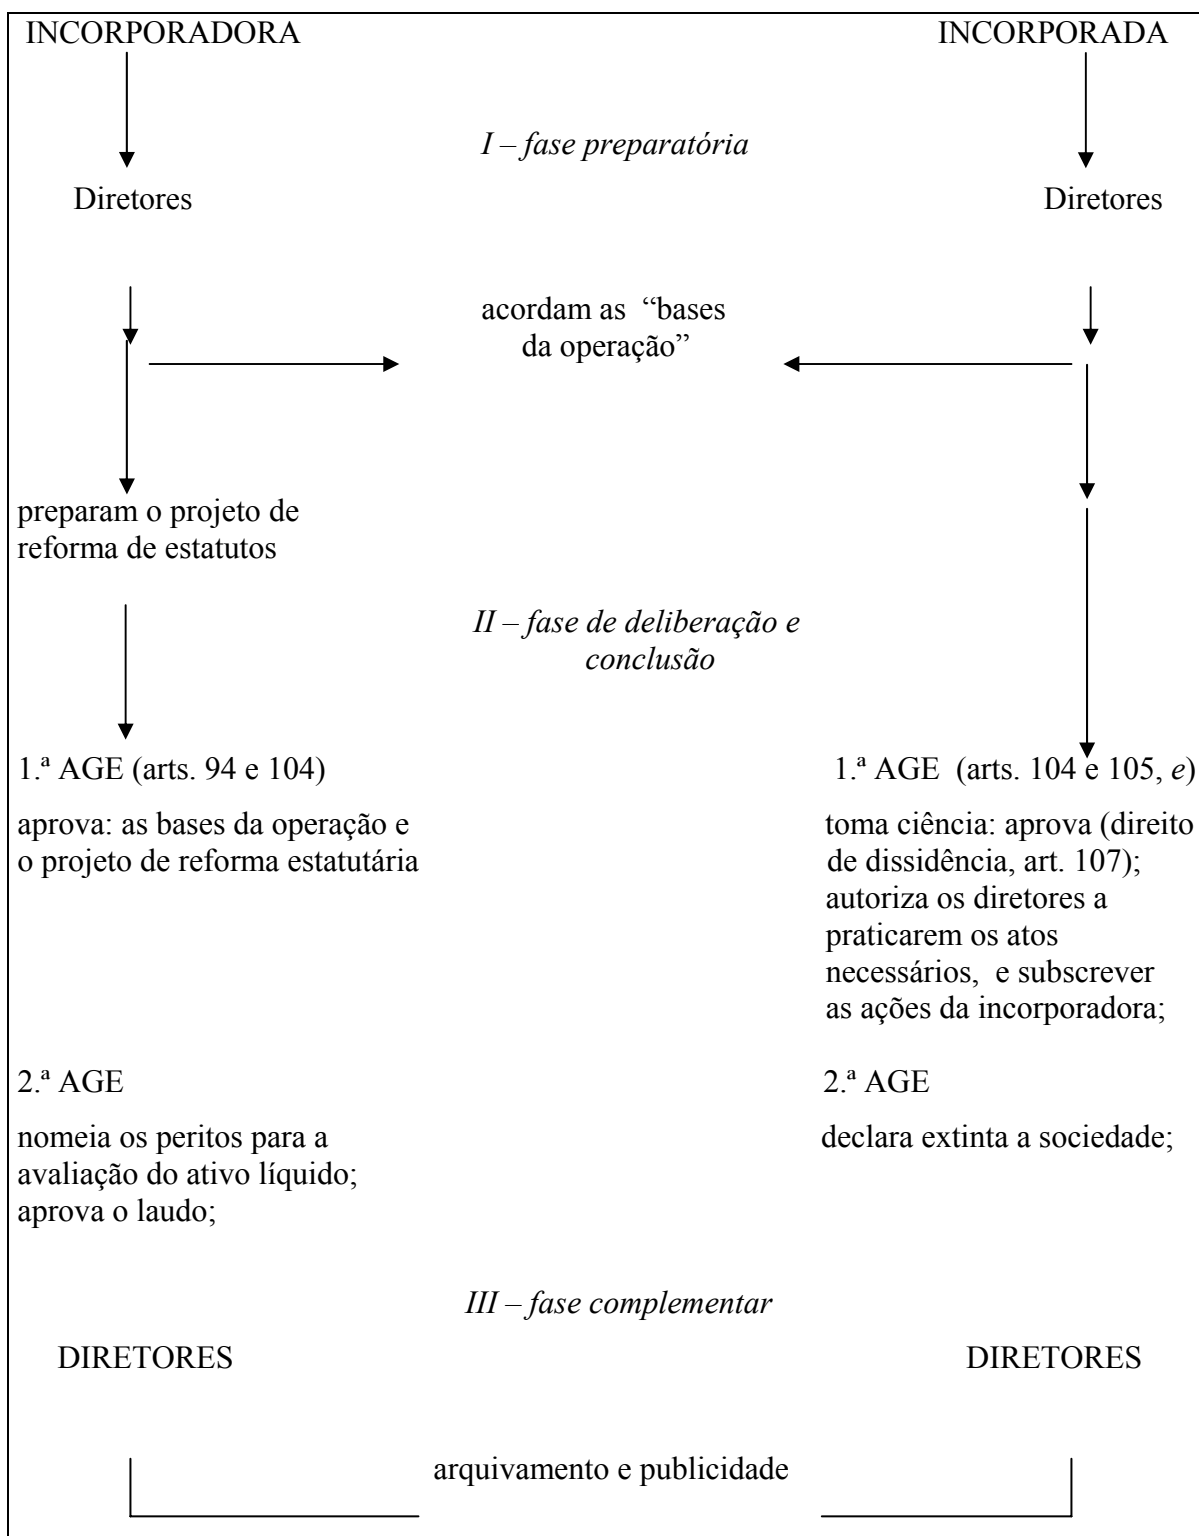 INCORPORADORA
INCORPORADA
I – fase preparatória
Diretores
Diretores
acordam as “bases
da operação”
preparam o projeto de
reforma de estatutos
II – fase de deliberação e
conclusão
1.ª AGE (arts. 94 e 104)
aprova: as bases da operação e
o projeto de reforma estatutária
1.ª AGE (arts. 104 e 105, e)
toma ciência: aprova (direito
de dissidência, art. 107);
autoriza os diretores a
praticarem os atos
necessários, e subscrever
as ações da incorporadora;
2.ª AGE
nomeia os peritos para a
avaliação do ativo líquido;
aprova o laudo;
2.ª AGE
declara extinta a sociedade;
III – fase complementar
DIRETORES
DIRETORES
arquivamento e publicidade